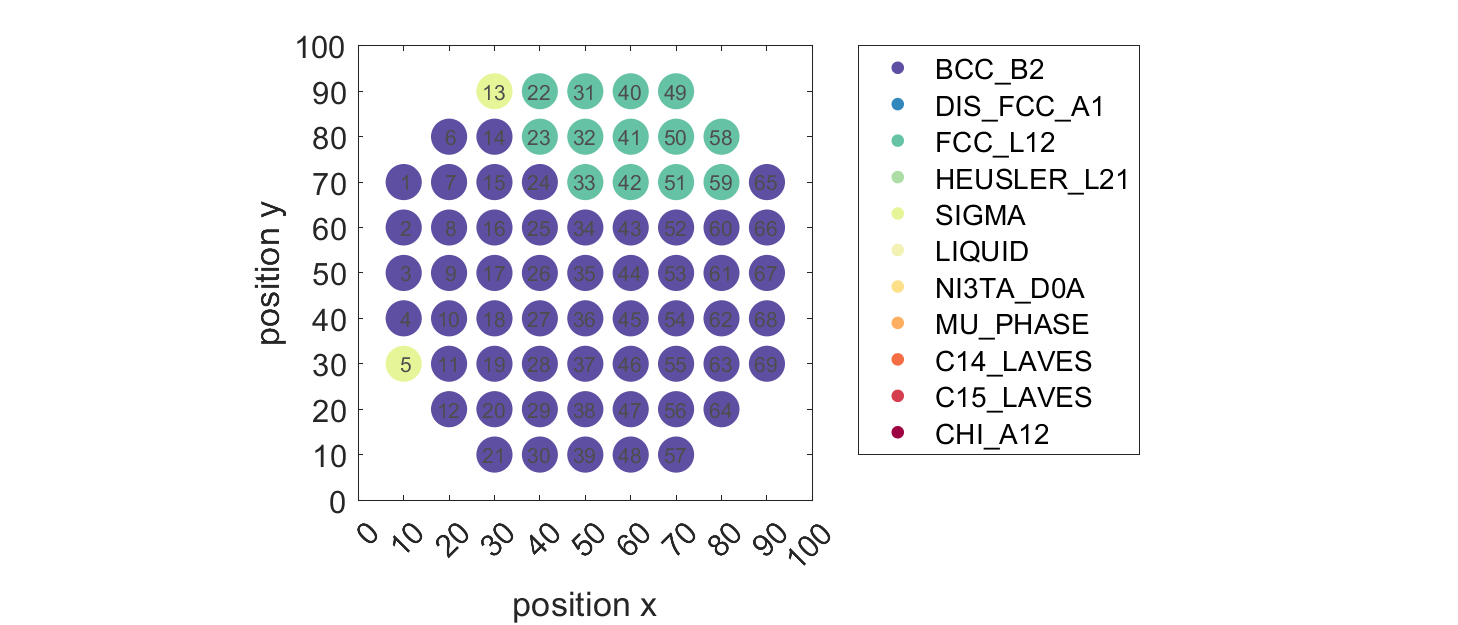 100
90
80
70
60
50
40
30
20
10
0
position y
13 22 31 40 49
6 14 23 32 41 50 58
1 7 15 24 33 42 51 59 65
2 8 16 25 34 43 52 60 66
3 9 17 26 35 44 53 61 67
4 10 18 27 36 45 54 62 68
5 11 19 28 37 46 55 63 69
12 20 29 38 47 56 64
21 30 39 48 57
0 10 20 30 40 50 60 70 80 90 100
position x
BCC_B2
DIS_FCC_A1
FCC_L12
HEUSLER_L21
SIGMA
LIQUID
NI3TA_D0A
MU_PHASE
C14_LAVES
C15_LAVES
CHI_A12